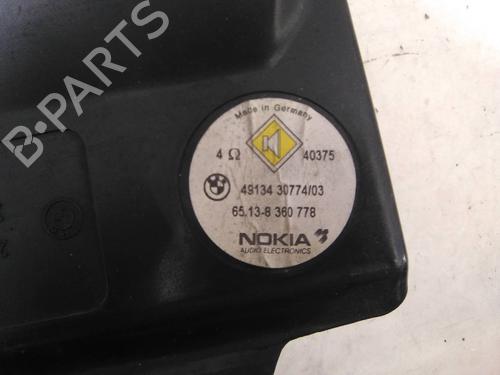 B-PARTS
Made in Germany
4 Ω 40375
49134 30774/03
65.13-8 360 778
NOKIA
AUDIO ELECTRONICS